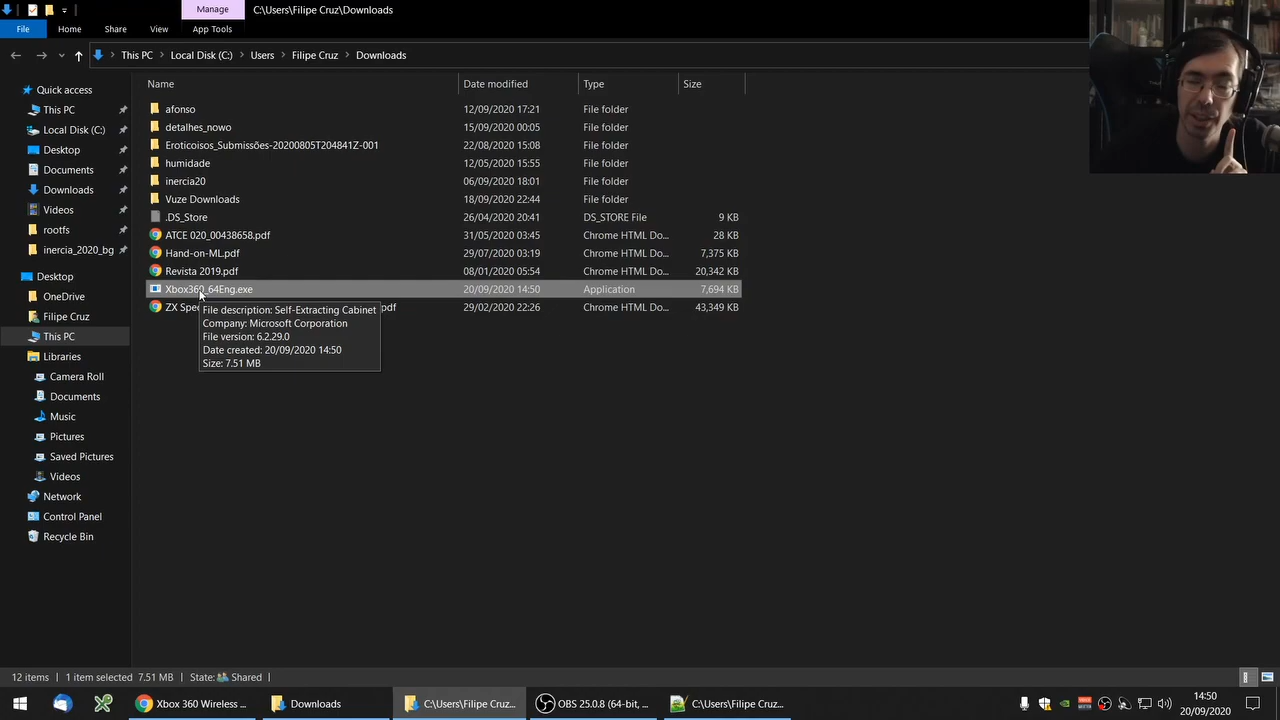 Manage
C:\Users\Filipe Cruz\Downloads
File
Home
Share
View
App Tools
This PC
Local Disk (C:)
Users
Filipe Cruz
Downloads
Name
Date modified
Type
Size
Quick access
This PC
Local Disk (C:)
Desktop
Documents
Downloads
Videos
rootfs
inercia_2020_bg
Desktop
OneDrive
Filipe Cruz
This PC
Libraries
Camera Roll
Documents
Music
Pictures
Saved Pictures
Videos
Network
Control Panel
Recycle Bin
afonso 12/09/2020 17:21 File folder
detalhes_nowo 15/09/2020 00:05 File folder
Eroticoisos_Submissões-20200805T204841Z-001 22/08/2020 15:08 File folder
humidade 12/05/2020 15:55 File folder
inercia20 06/09/2020 18:01 File folder
Vuze Downloads 18/09/2020 22:44 File folder
.DS_Store 26/04/2020 20:41 DS_STORE File 9 KB
ATCE 020_00438658.pdf 31/05/2020 03:45 Chrome HTML Do... 28 KB
Hand-on-ML.pdf 29/07/2020 03:19 Chrome HTML Do... 7,375 KB
Revista 2019.pdf 08/01/2020 05:54 Chrome HTML Do... 20,342 KB
Xbox360_64Eng.exe 20/09/2020 14:50 Application 7,694 KB
ZX Spe pdf 29/02/2020 22:26 Chrome HTML Do... 43,349 KB
File description: Self-Extracting Cabinet
Company: Microsoft Corporation
File version: 6.2.29.0
Date created: 20/09/2020 14:50
Size: 7.51 MB
12 items
1 item selected 7.51 MB
State: Shared
Xbox 360 Wireless ...
Downloads
C:\Users\Filipe Cruz...
OBS 25.0.8 (64-bit, ...
C:\Users\Filipe Cruz...
14:50
20/09/2020